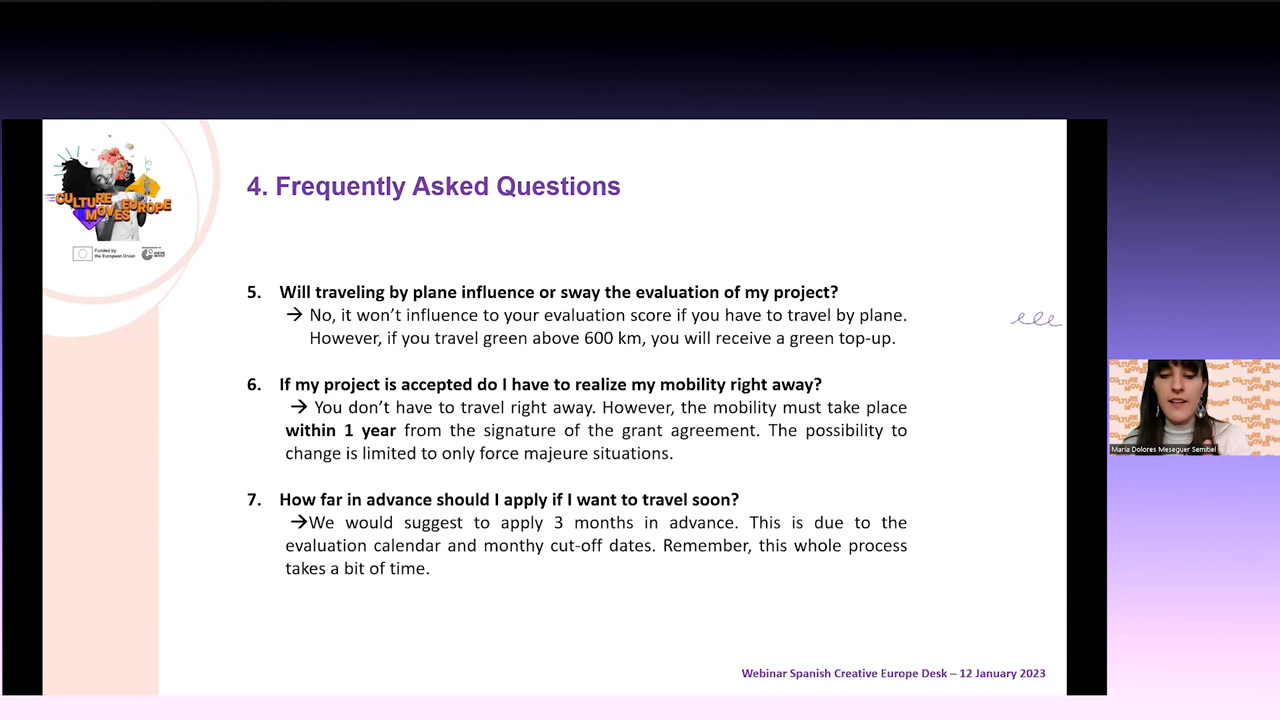 CULTURE
MOVES EUROPE
Funded by
the European Union
4. Frequently Asked Questions
5. Will traveling by plane influence or sway the evaluation of my project?
→ No, it won’t influence to your evaluation score if you have to travel by plane.
However, if you travel green above 600 km, you will receive a green top-up.
6. If my project is accepted do I have to realize my mobility right away?
→ You don’t have to travel right away. However, the mobility must take place
within 1 year from the signature of the grant agreement. The possibility to
change is limited to only force majeure situations.
7. How far in advance should I apply if I want to travel soon?
→We would suggest to apply 3 months in advance. This is due to the
evaluation calendar and monthy cut-off dates. Remember, this whole process
takes a bit of time.
María Dolores Meseguer Semitiel
Webinar Spanish Creative Europe Desk – 12 January 2023